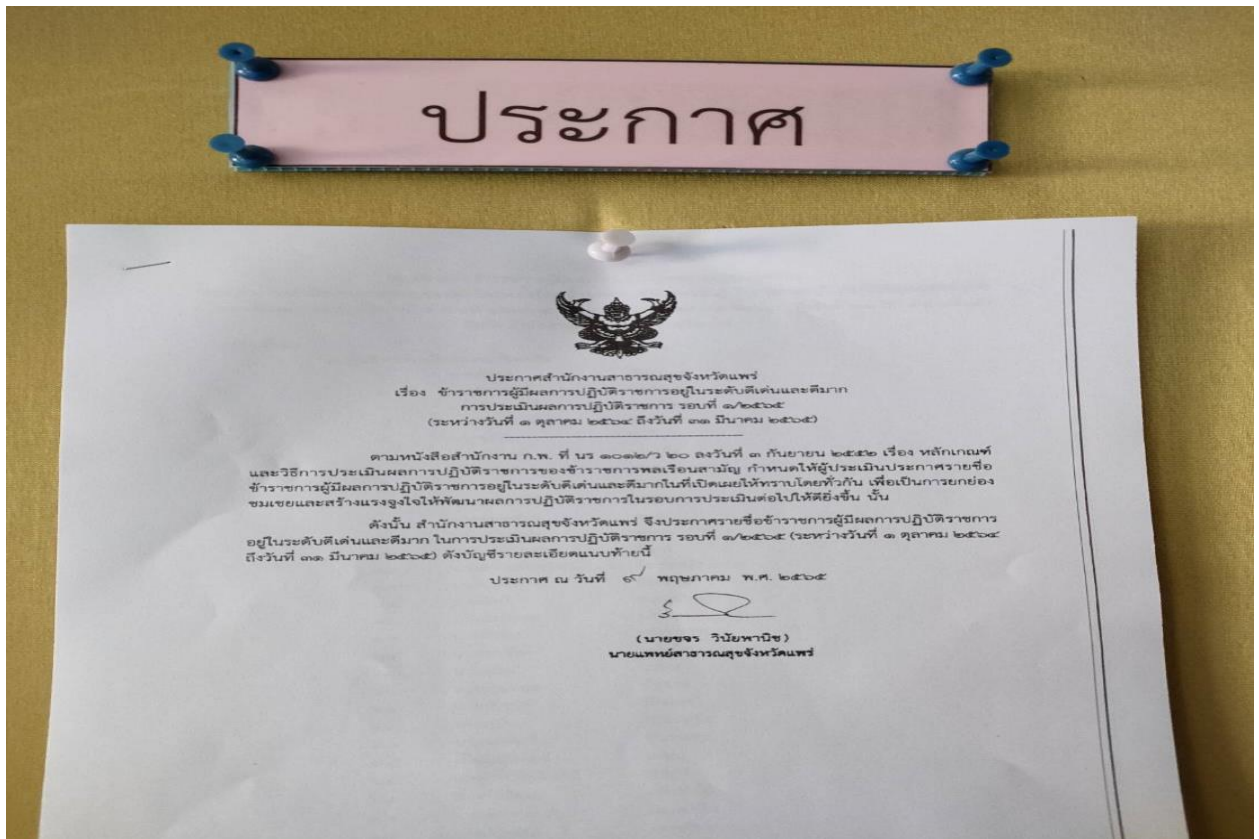 ประกาศ
ประกาศสำนักงานสาธารณสุขจังหวัดแพร่
เรื่อง ข้าราชการผู้มีผลการปฏิบัติราชการอยู่ในระดับดีเด่นและดีมาก
การประเมินผลการปฏิบัติราชการ รอบที่ ๑/๒๕๖๕
(ระหว่างวันที่ ๑ ตุลาคม ๒๕๖๔ ถึงวันที่ ๓๑ มีนาคม ๒๕๖๕)
ตามหนังสือสำนักงาน ก.พ. ที่ นร ๑๐๑๒/ว ๒๐ ลงวันที่ ๓ กันยายน ๒๕๕๒ เรื่อง หลักเกณฑ์
และวิธีการประเมินผลการปฏิบัติราชการของข้าราชการพลเรือนสามัญ กำหนดให้ผู้ประเมินประกาศรายชื่อ
ข้าราชการผู้มีผลการปฏิบัติราชการอยู่ในระดับดีเด่นและดีมากในที่เปิดเผยให้ทราบโดยทั่วกัน เพื่อเป็นการยกย่อง
ชมเชยและสร้างแรงจูงใจให้พัฒนาผลการปฏิบัติราชการในรอบการประเมินต่อไปให้ดียิ่งขึ้น นั้น
ดังนั้น สำนักงานสาธารณสุขจังหวัดแพร่ จึงประกาศรายชื่อข้าราชการผู้มีผลการปฏิบัติราชการ
อยู่ในระดับดีเด่นและดีมาก ในการประเมินผลการปฏิบัติราชการ รอบที่ ๑/๒๕๖๕ (ระหว่างวันที่ ๑ ตุลาคม ๒๕๖๔
ถึงวันที่ ๓๑ มีนาคม ๒๕๖๕) ดังบัญชีรายละเอียดแนบท้ายนี้
ประกาศ ณ วันที่ ๙ พฤษภาคม พ.ศ. ๒๕๖๕
(นายขจร วินัยพานิช)
นายแพทย์สาธารณสุขจังหวัดแพร่